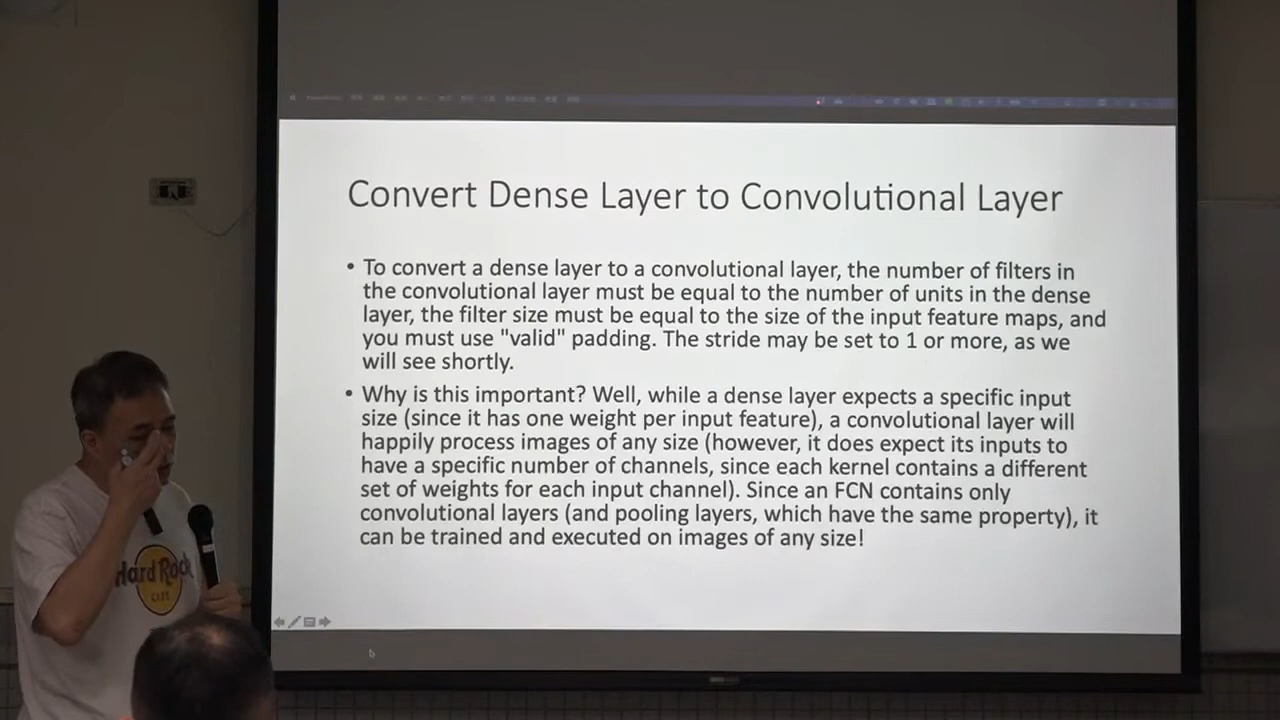 Convert Dense Layer to Convolutional Layer
• To convert a dense layer to a convolutional layer, the number of filters in
the convolutional layer must be equal to the number of units in the dense
layer, the filter size must be equal to the size of the input feature maps, and
you must use "valid" padding. The stride may be set to 1 or more, as we
will see shortly.
• Why is this important? Well, while a dense layer expects a specific input
size (since it has one weight per input feature), a convolutional layer will
happily process images of any size (however, it does expect its inputs to
have a specific number of channels, since each kernel contains a different
set of weights for each input channel). Since an FCN contains only
convolutional layers (and pooling layers, which have the same property), it
can be trained and executed on images of any size!
Hard Rock
CAFE